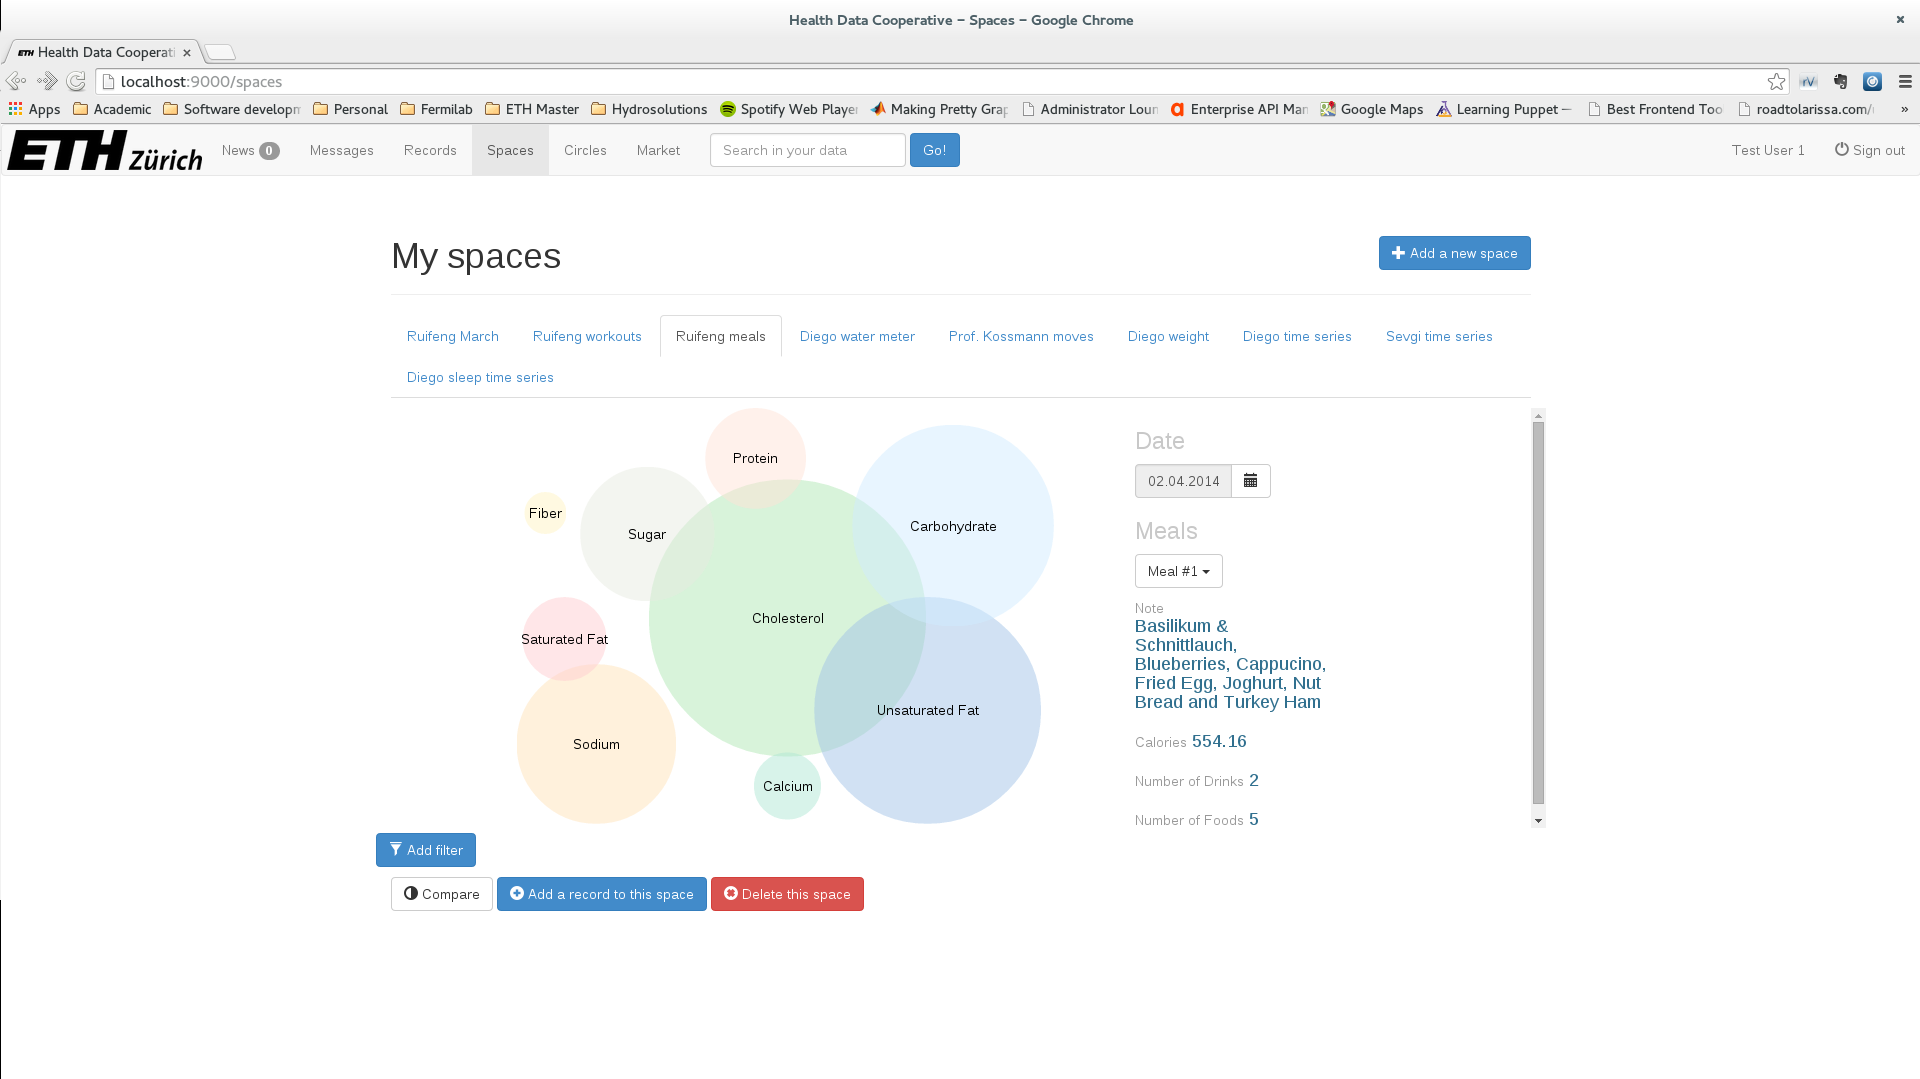 Health Data Cooperative – Spaces – Google Chrome
ETH Health Data Cooperati
localhost:9000/spaces
Apps Academic Software developm Personal Fermilab ETH Master Hydrosolutions Spotify Web Player Making Pretty Grap Administrator Loun Enterprise API Man Google Maps Learning Puppet — Best Frontend Too roadtolarissa.com/ »
ETH Zürich News 0 Messages Records Spaces Circles Market Search in your data Go! Test User 1 Sign out
My spaces
Add a new space
Ruifeng March Ruifeng workouts Ruifeng meals Diego water meter Prof. Kossmann moves Diego weight Diego time series Sevgi time series
Diego sleep time series
Protein
Fiber
Sugar
Carbohydrate
Cholesterol
Saturated Fat
Unsaturated Fat
Sodium
Calcium
Date
02.04.2014
Meals
Meal #1
Note
Basilikum &
Schnittlauch,
Blueberries, Cappucino,
Fried Egg, Joghurt, Nut
Bread and Turkey Ham
Calories 554.16
Number of Drinks 2
Number of Foods 5
Add filter
Compare Add a record to this space Delete this space